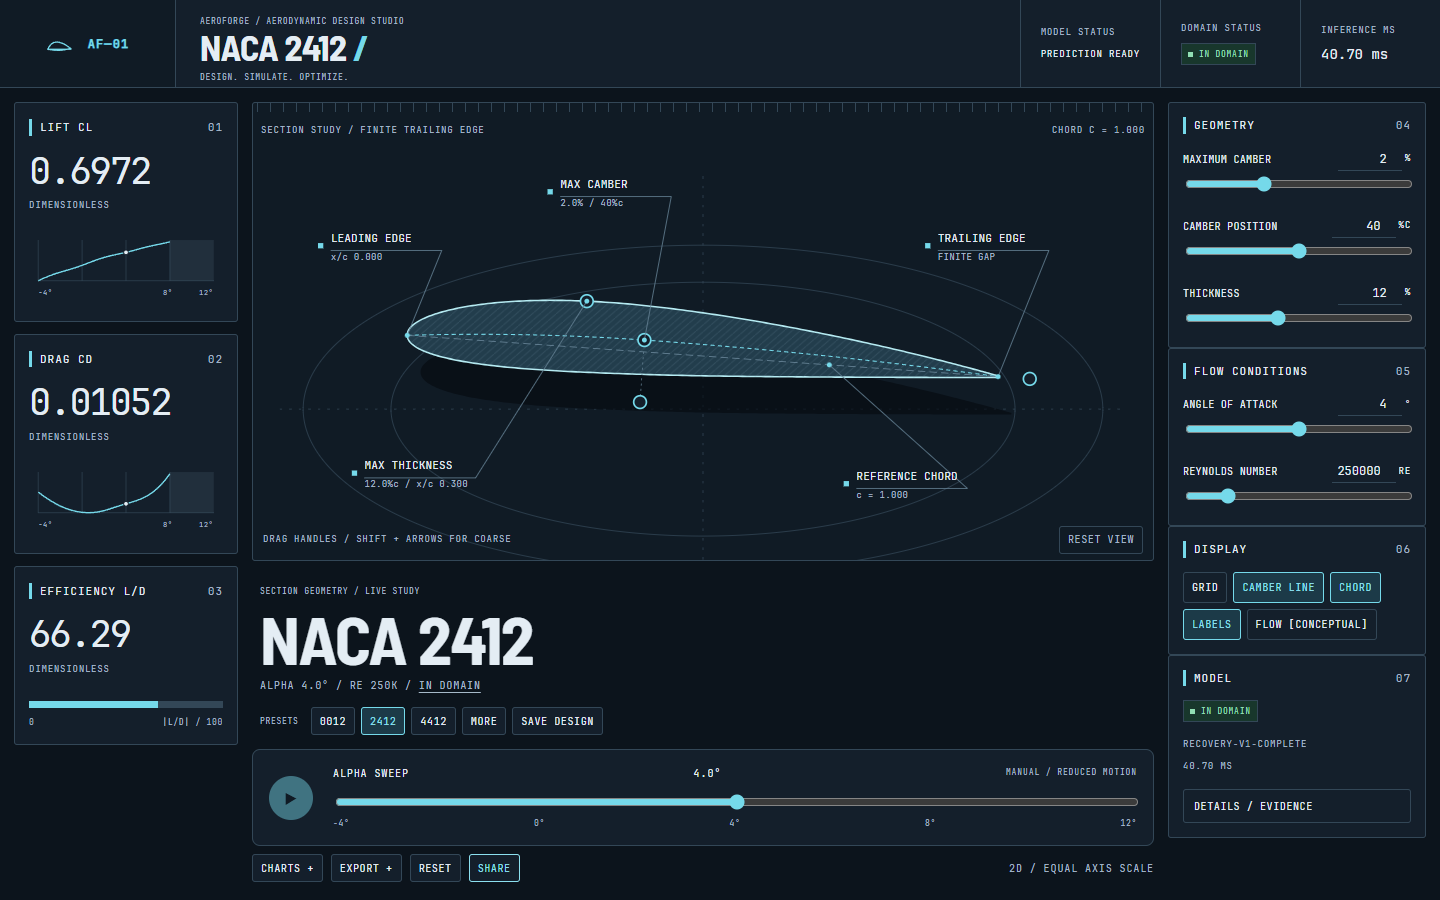 AF—01
AEROFORGE / AERODYNAMIC DESIGN STUDIO
NACA 2412 /
DESIGN. SIMULATE. OPTIMIZE.
MODEL STATUS
PREDICTION READY
DOMAIN STATUS
IN DOMAIN
INFERENCE MS
40.70 ms
LIFT CL 01
0.6972
DIMENSIONLESS
-4° 8° 12°
DRAG CD 02
0.01052
DIMENSIONLESS
-4° 8° 12°
EFFICIENCY L/D 03
66.29
DIMENSIONLESS
0 |L/D| / 100
SECTION STUDY / FINITE TRAILING EDGE CHORD C = 1.000
MAX CAMBER
2.0% / 40%c
LEADING EDGE
x/c 0.000
TRAILING EDGE
FINITE GAP
MAX THICKNESS
12.0%c / x/c 0.300
REFERENCE CHORD
c = 1.000
DRAG HANDLES / SHIFT + ARROWS FOR COARSE RESET VIEW
SECTION GEOMETRY / LIVE STUDY
NACA 2412
ALPHA 4.0° / RE 250K / IN DOMAIN
PRESETS 0012 2412 4412 MORE SAVE DESIGN
ALPHA SWEEP 4.0° MANUAL / REDUCED MOTION
-4° 0° 4° 8° 12°
CHARTS + EXPORT + RESET SHARE 2D / EQUAL AXIS SCALE
GEOMETRY 04
MAXIMUM CAMBER 2 %
CAMBER POSITION 40 %C
THICKNESS 12 %
FLOW CONDITIONS 05
ANGLE OF ATTACK 4 °
REYNOLDS NUMBER 250000 RE
DISPLAY 06
GRID CAMBER LINE CHORD
LABELS FLOW [CONCEPTUAL]
MODEL 07
IN DOMAIN
RECOVERY-V1-COMPLETE
40.70 MS
DETAILS / EVIDENCE